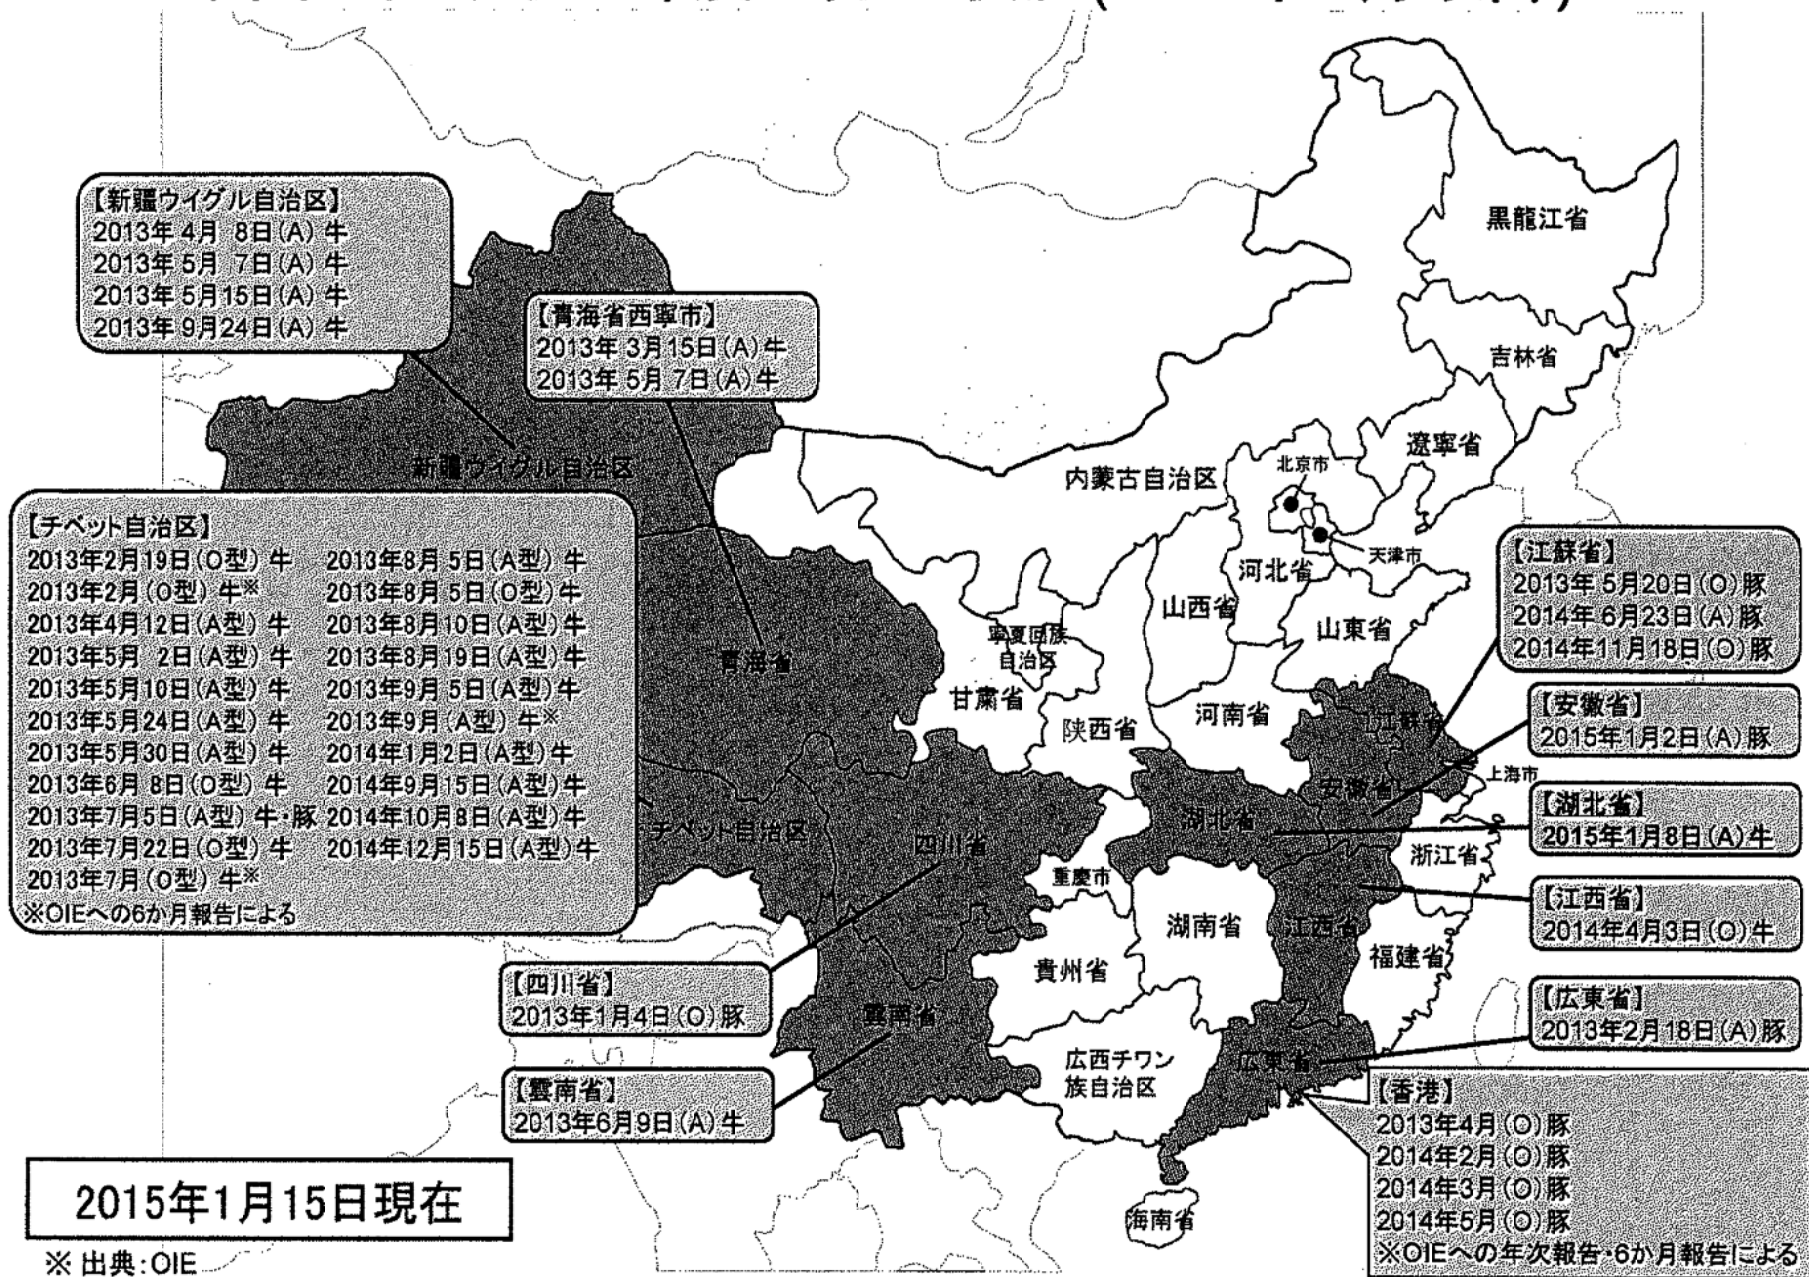 【新疆ウイグル自治区】
2013年 4月 8日(A) 牛
2013年 5月 7日(A) 牛
2013年 5月15日(A) 牛
2013年 9月24日(A) 牛
【青海省西寧市】
2013年 3月15日(A)牛
2013年 5月 7日(A)牛
【チベット自治区】
2013年2月19日(O型) 牛
2013年2月(O型) 牛※
2013年4月12日(A型) 牛
2013年5月 2日(A型) 牛
2013年5月10日(A型) 牛
2013年5月24日(A型) 牛
2013年5月30日(A型) 牛
2013年6月 8日(O型) 牛
2013年7月5日(A型) 牛・豚
2013年7月22日(O型) 牛
2013年7月(O型) 牛※
2013年8月 5日(A型) 牛
2013年8月 5日(O型) 牛
2013年8月10日(A型) 牛
2013年8月19日(A型) 牛
2013年9月 5日(A型) 牛
2013年9月(A型) 牛※
2014年1月2日(A型) 牛
2014年9月15日(A型) 牛
2014年10月8日(A型) 牛
2014年12月15日(A型) 牛
※OIEへの6か月報告による
【四川省】
2013年1月4日(O)豚
【雲南省】
2013年6月9日(A)牛
【江蘇省】
2013年 5月20日(O)豚
2014年 6月23日(A)豚
2014年11月18日(O)豚
【安徽省】
2015年1月2日(A)豚
【湖北省】
2015年1月8日(A)牛
【江西省】
2014年4月3日(O)牛
【広東省】
2013年2月18日(A)豚
【香港】
2013年4月(O)豚
2014年2月(O)豚
2014年3月(O)豚
2014年5月(O)豚
※OIEへの年次報告・6か月報告による
黒龍江省
吉林省
遼寧省
内蒙古自治区
北京市
天津市
河北省
山西省
山東省
新疆ウイグル自治区
青海省
寧夏回族
自治区
甘粛省
陝西省
河南省
江蘇省
安徽省
上海市
湖北省
チベット自治区
四川省
重慶市
浙江省
湖南省
江西省
福建省
貴州省
雲南省
広西チワン
族自治区
広東省
海南省
2015年1月15日現在
※ 出典:OIE